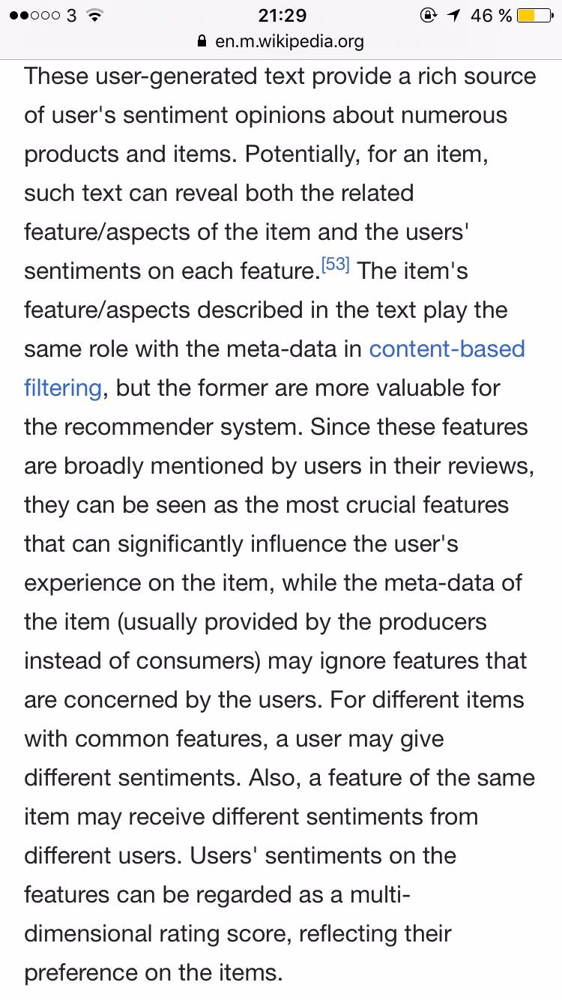 3 21:29 46 %
en.m.wikipedia.org
These user-generated text provide a rich source
of user's sentiment opinions about numerous
products and items. Potentially, for an item,
such text can reveal both the related
feature/aspects of the item and the users'
sentiments on each feature.[53] The item's
feature/aspects described in the text play the
same role with the meta-data in content-based
filtering, but the former are more valuable for
the recommender system. Since these features
are broadly mentioned by users in their reviews,
they can be seen as the most crucial features
that can significantly influence the user's
experience on the item, while the meta-data of
the item (usually provided by the producers
instead of consumers) may ignore features that
are concerned by the users. For different items
with common features, a user may give
different sentiments. Also, a feature of the same
item may receive different sentiments from
different users. Users' sentiments on the
features can be regarded as a multi-
dimensional rating score, reflecting their
preference on the items.